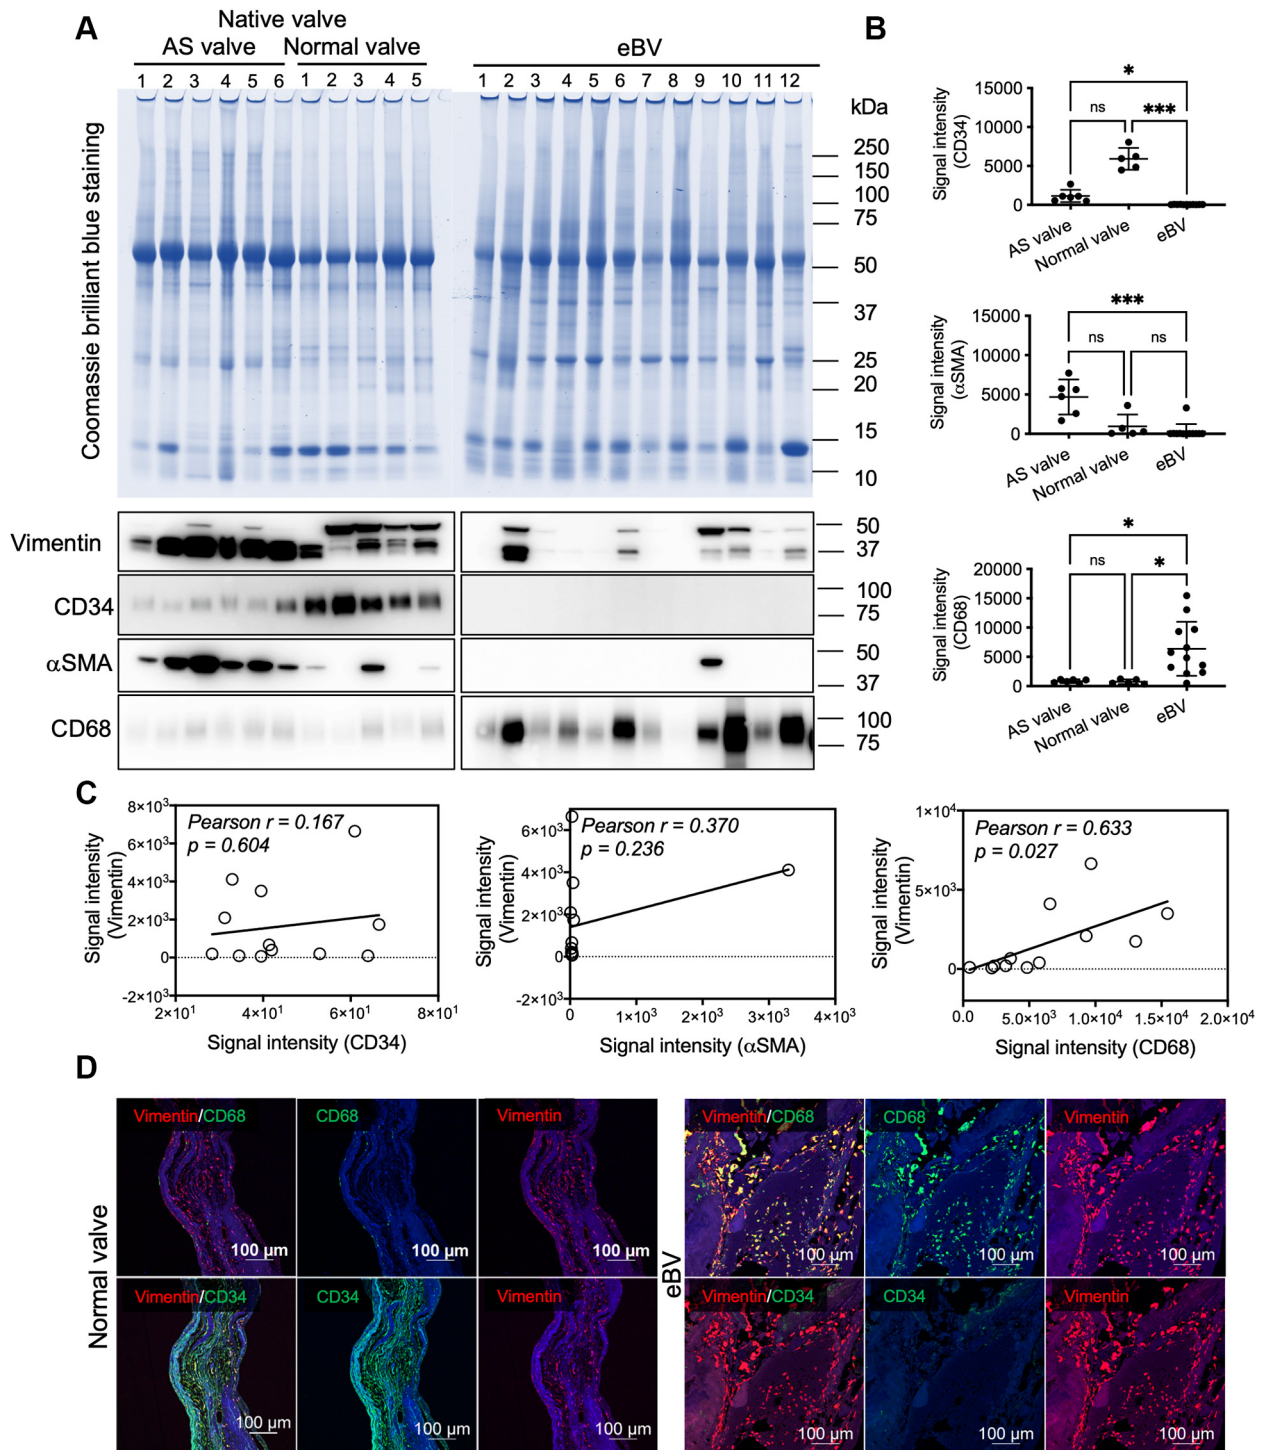 A
Native valve
AS valve Normal valve
eBV
1 2 3 4 5 6 1 2 3 4 5
1 2 3 4 5 6 7 8 9 10 11 12
kDa
Coomassie brilliant blue staining
250
150
100
75
50
37
25
20
15
10
Vimentin
50
37
CD34
100
75
αSMA
50
37
CD68
100
75
B
Signal intensity
(CD34)
15000
10000
5000
0
*
ns
***
AS valve
Normal valve
eBV
Signal intensity
(αSMA)
15000
10000
5000
0
***
ns
ns
AS valve
Normal valve
eBV
Signal intensity
(CD68)
20000
15000
10000
5000
0
*
ns
*
AS valve
Normal valve
eBV
C
Signal intensity
(Vimentin)
8×10³
6×10³
4×10³
2×10³
0
-2×10³
Pearson r = 0.167
p = 0.604
2×10¹ 4×10¹ 6×10¹ 8×10¹
Signal intensity (CD34)
Signal intensity
(Vimentin)
6×10³
4×10³
2×10³
0
-2×10³
Pearson r = 0.370
p = 0.236
0 1×10³ 2×10³ 3×10³ 4×10³
Signal intensity (αSMA)
Signal intensity
(Vimentin)
1×10⁴
5×10³
0
Pearson r = 0.633
p = 0.027
0.0 5.0×10³ 1.0×10⁴ 1.5×10⁴ 2.0×10⁴
Signal intensity (CD68)
D
Normal valve
Vimentin/CD68
100 µm
CD68
100 µm
Vimentin
100 µm
Vimentin/CD34
100 µm
CD34
100 µm
Vimentin
100 µm
eBV
Vimentin/CD68
100 µm
CD68
100 µm
Vimentin
100 µm
Vimentin/CD34
100 µm
CD34
100 µm
Vimentin
100 µm